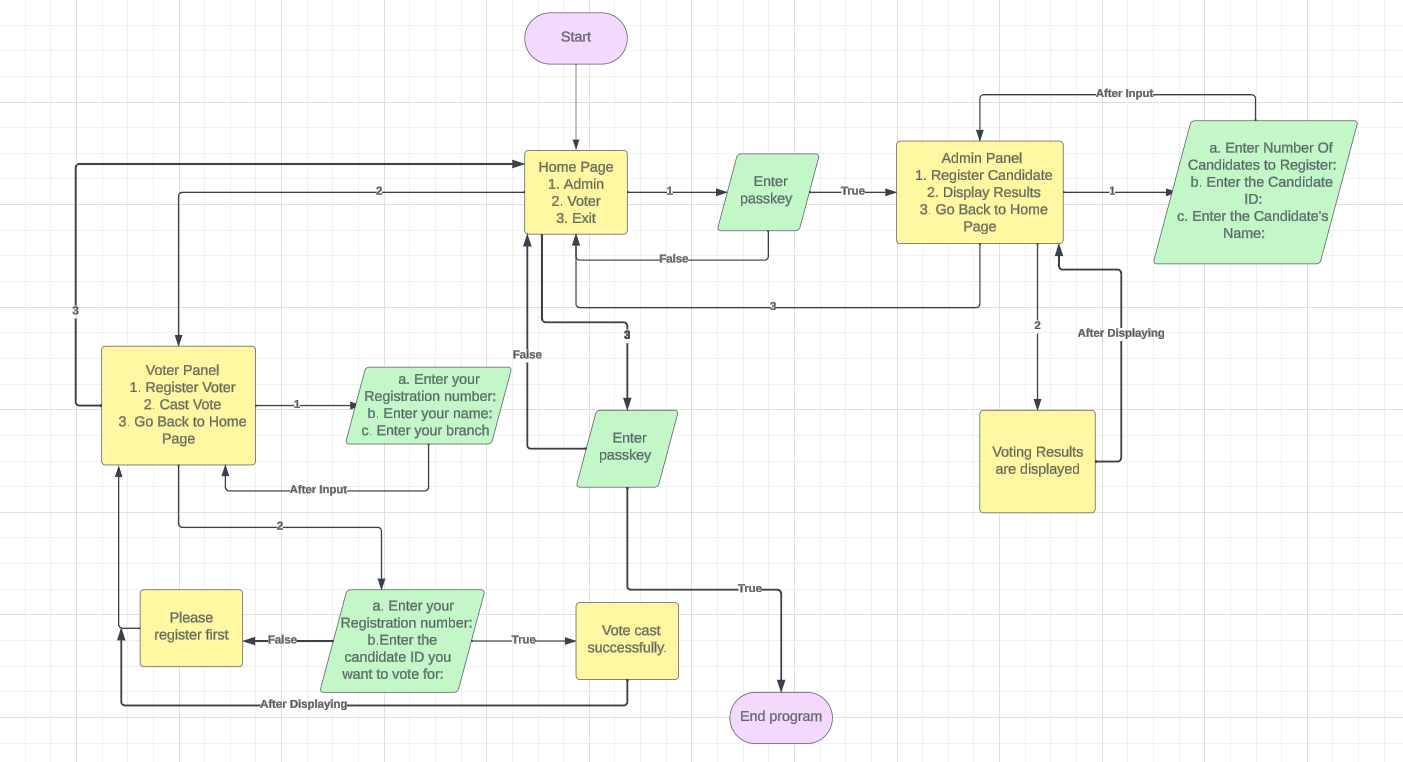 Start
After Input
Home Page
1. Admin
2. Voter
3. Exit
1
Enter
passkey
True
Admin Panel
1. Register Candidate
2. Display Results
3. Go Back to Home
Page
1
a. Enter Number Of
Candidates to Register:
b. Enter the Candidate
ID:
c. Enter the Candidate's
Name:
2
False
3
3
3
2
After Displaying
False
Voter Panel
1. Register Voter
2. Cast Vote
3. Go Back to Home
Page
1
a. Enter your
Registration number:
b. Enter your name:
c. Enter your branch
Enter
passkey
Voting Results
are displayed
After Input
2
True
Please
register first
False
a. Enter your
Registration number:
b.Enter the
candidate ID you
want to vote for:
True
Vote cast
successfully.
After Displaying
End program